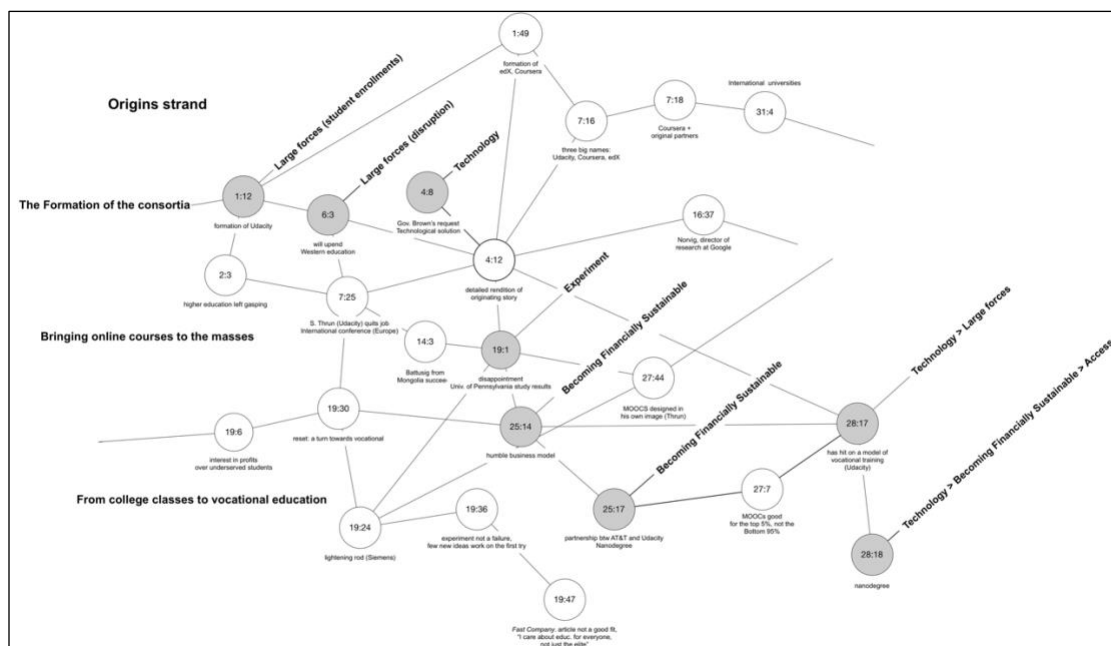 1:49
formation of
edX, Coursera
Origins strand
Large forces (student enrollments)
Large forces (disruption)
Technology
International universities
31:4
7:18
Coursera +
original partners
7:16
three big names:
Udacity, Coursera, edX
The Formation of the consortia
1:12
formation of Udacity
6:3
will upend
Western education
4:8
Gov. Brown's request
Technological solution
16:37
Norvig, director of
research at Google
4:12
detailed rendition of
originating story
Experiment
2:3
higher education left gasping
7:25
S. Thrun (Udacity) quits job
International conference (Europe)
Becoming Financially Sustainable
Technology > Large forces
Bringing online courses to the masses
14:3
Battusig from
Mongolia succee
19:1
disappointment
Univ. of Pennsylvania study results
27:44
MOOCS designed in
his own image (Thrun)
Becoming Financially Sustainable
Technology > Becoming Financially Sustainable > Access
19:6
interest in profits
over underserved students
19:30
reset: a turn towards vocational
25:14
humble business model
28:17
has hit on a model of
vocational training
(Udacity)
From college classes to vocational education
19:24
lightening rod (Siemens)
19:36
experiment not a failure,
few new ideas work on the first try
25:17
partnership btw AT&T and Udacity
Nanodegree
27:7
MOOCs good
for the top 5%, not the
Bottom 95%
28:18
nanodegree
19:47
Fast Company, article not a good fit,
"I care about educ. for everyone,
not just the elite"